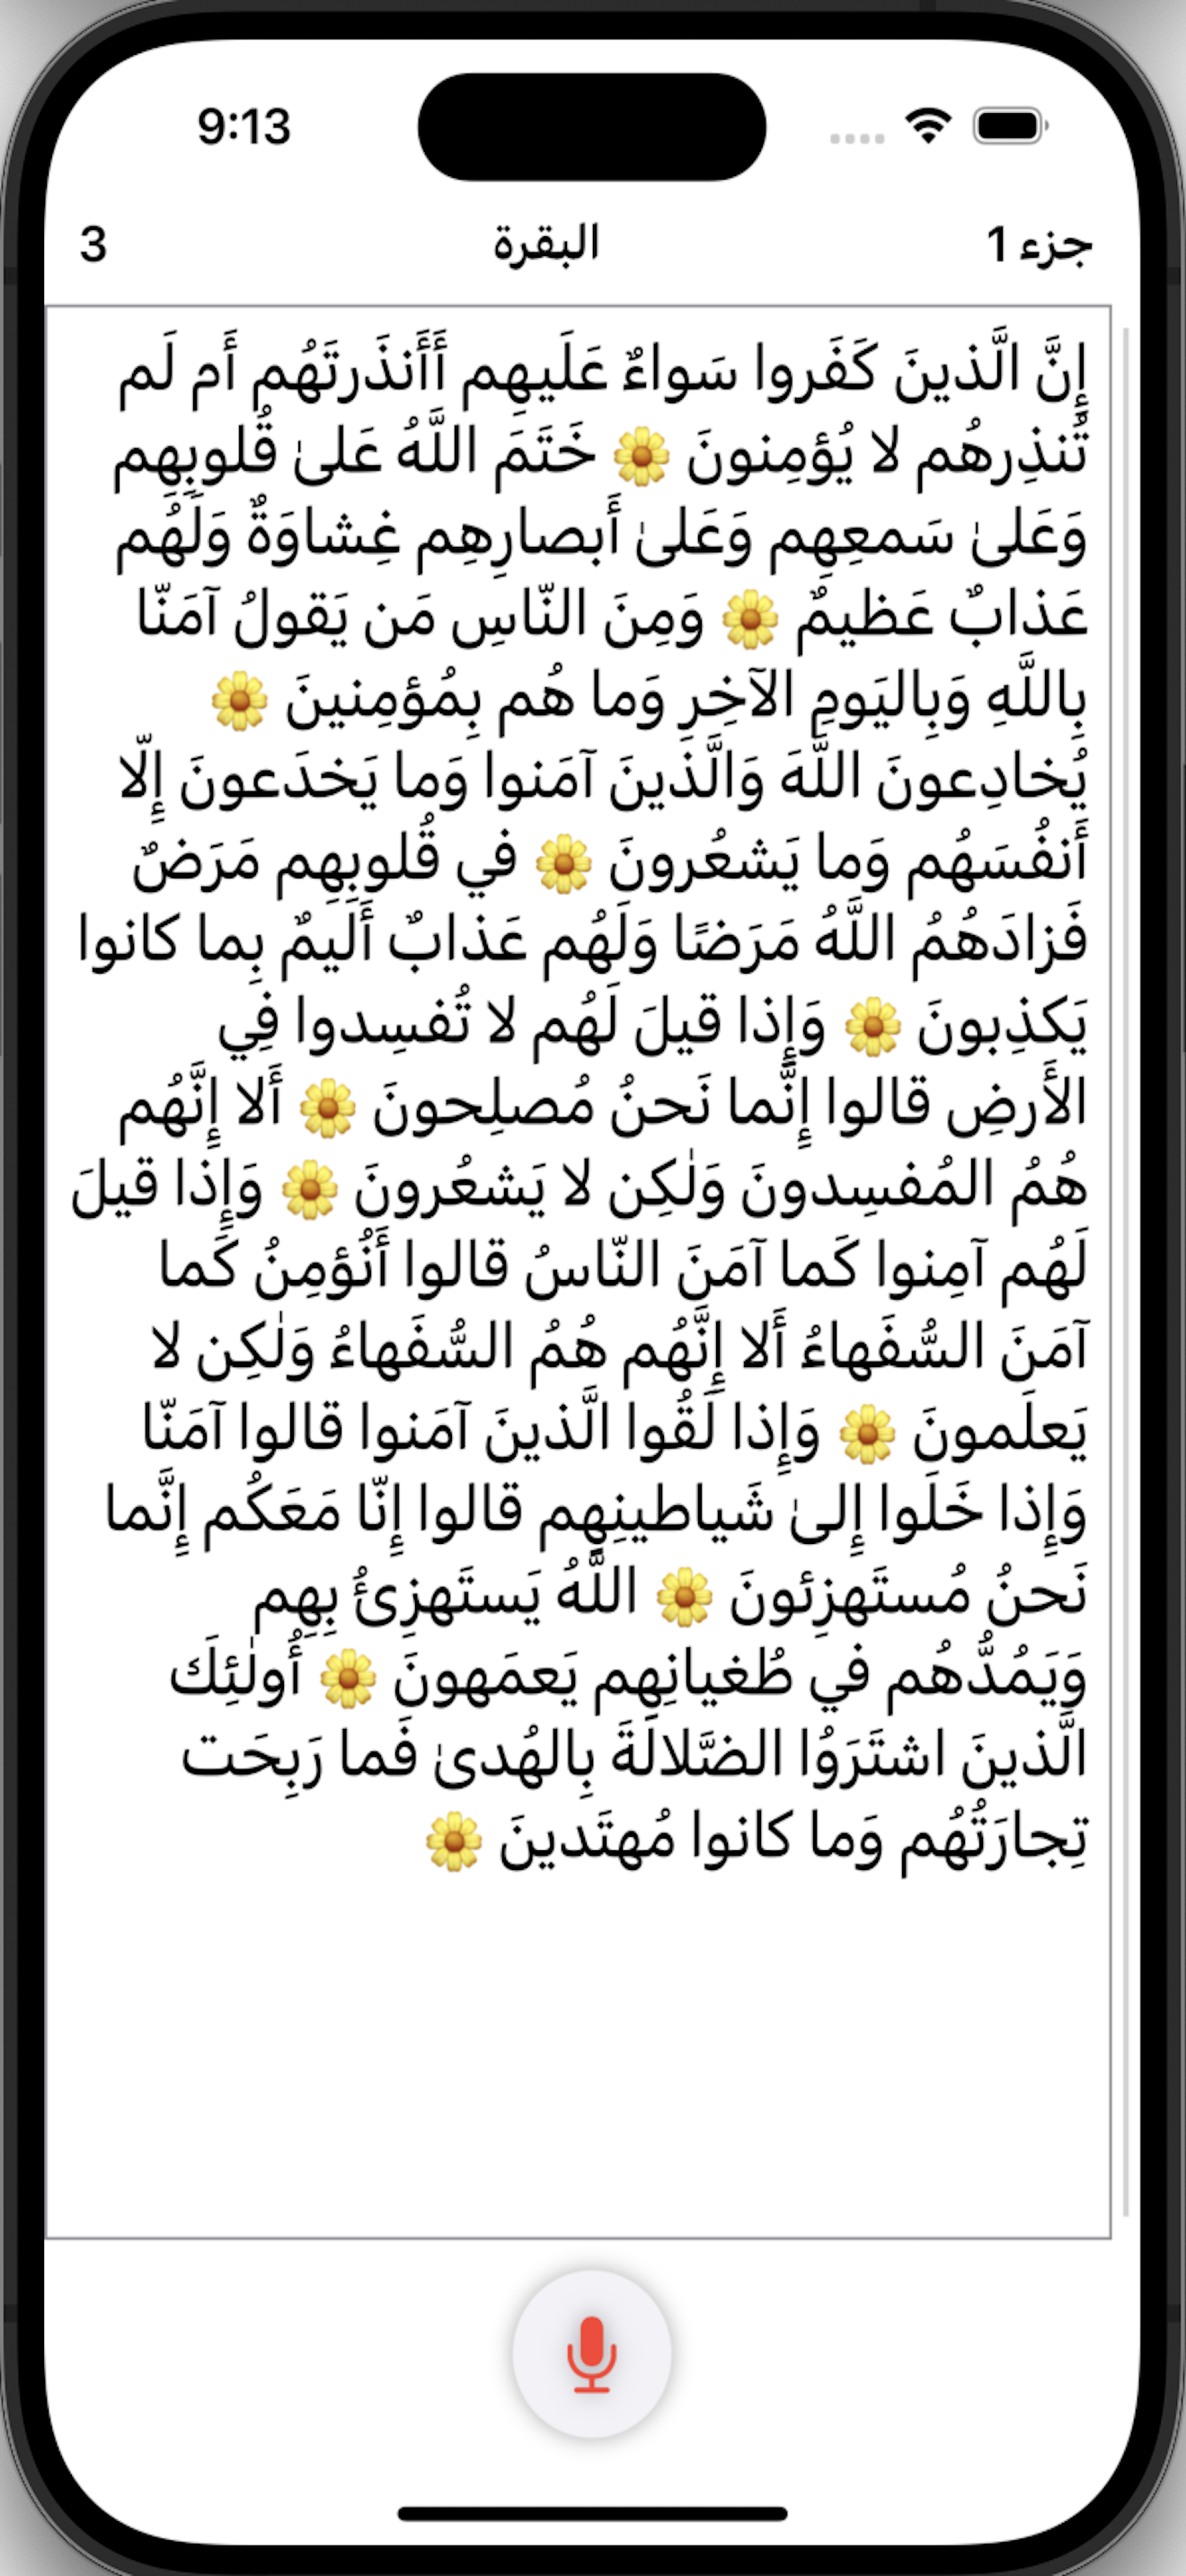 9:13
جزء 1
البقرة
3
إِنَّ الَّذينَ كَفَروا سَواءٌ عَلَيهِم أَأَنذَرتَهُم أَم لَم
تُنذِرهُم لا يُؤمِنونَ 🌼 خَتَمَ اللَّهُ عَلىٰ قُلوبِهِم
وَعَلىٰ سَمعِهِم وَعَلىٰ أَبصارِهِم غِشاوَةٌ وَلَهُم
عَذابٌ عَظيمٌ 🌼 وَمِنَ النّاسِ مَن يَقولُ آمَنّا
بِاللَّهِ وَبِاليَومِ الآخِرِ وَما هُم بِمُؤمِنينَ 🌼
يُخادِعونَ اللَّهَ وَالَّذينَ آمَنوا وَما يَخدَعونَ إِلّا
أَنفُسَهُم وَما يَشعُرونَ 🌼 في قُلوبِهِم مَرَضٌ
فَزادَهُمُ اللَّهُ مَرَضًا وَلَهُم عَذابٌ أَليمٌ بِما كانوا
يَكذِبونَ 🌼 وَإِذا قيلَ لَهُم لا تُفسِدوا فِي
الأَرضِ قالوا إِنَّما نَحنُ مُصلِحونَ 🌼 أَلا إِنَّهُم
هُمُ المُفسِدونَ وَلٰكِن لا يَشعُرونَ 🌼 وَإِذا قيلَ
لَهُم آمِنوا كَما آمَنَ النّاسُ قالوا أَنُؤمِنُ كَما
آمَنَ السُّفَهاءُ أَلا إِنَّهُم هُمُ السُّفَهاءُ وَلٰكِن لا
يَعلَمونَ 🌼 وَإِذا لَقُوا الَّذينَ آمَنوا قالوا آمَنّا
وَإِذا خَلَوا إِلىٰ شَياطينِهِم قالوا إِنّا مَعَكُم إِنَّما
نَحنُ مُستَهزِئونَ 🌼 اللَّهُ يَستَهزِئُ بِهِم
وَيَمُدُّهُم في طُغيانِهِم يَعمَهونَ 🌼 أُولٰئِكَ
الَّذينَ اشتَرَوُا الضَّلالَةَ بِالهُدىٰ فَما رَبِحَت
تِجارَتُهُم وَما كانوا مُهتَدينَ 🌼